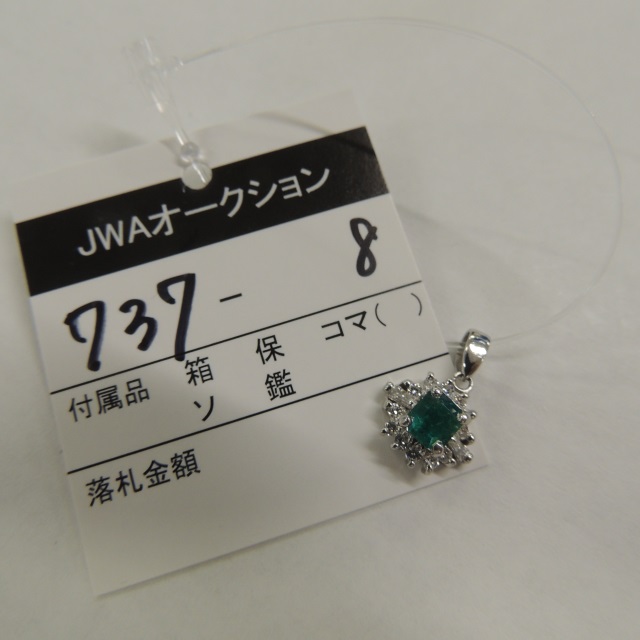 JWAオークション
737-8
付属品 箱 保 コマ( )
ソ 鑑
落札金額